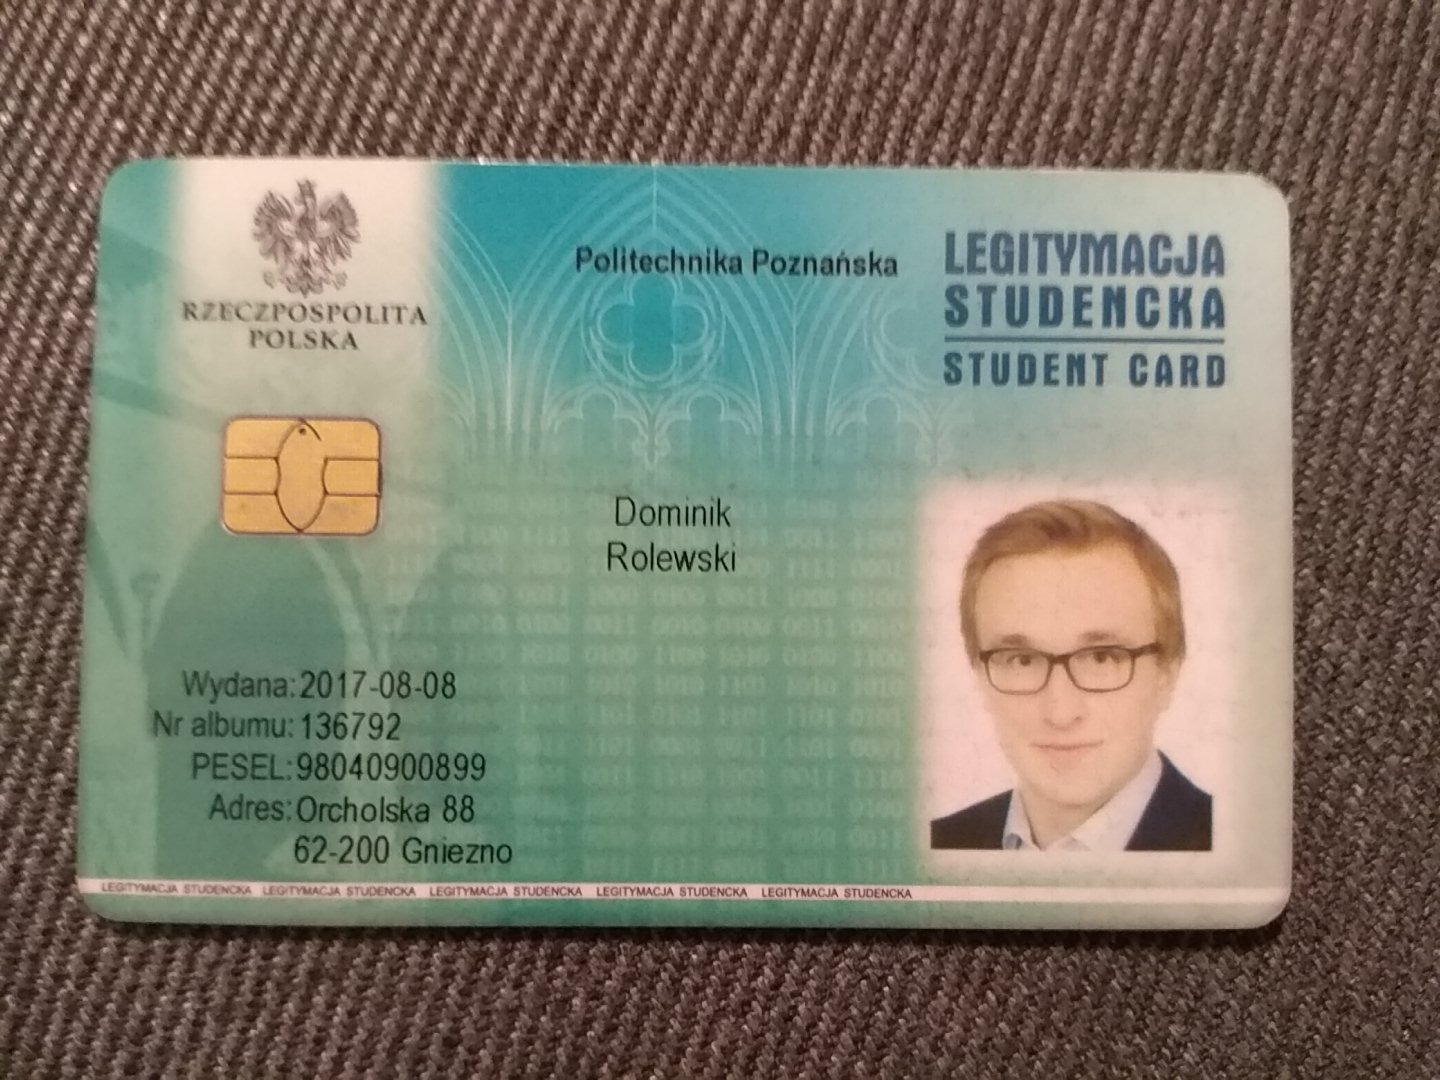 RZECZPOSPOLITA
POLSKA
Politechnika Poznańska
LEGITYMACJA
STUDENCKA
STUDENT CARD
Dominik
Rolewski
Wydana: 2017-08-08
Nr albumu: 136792
PESEL: 98040900899
Adres: Orcholska 88
62-200 Gniezno
LEGITYMACJA STUDENCKA LEGITYMACJA STUDENCKA LEGITYMACJA STUDENCKA LEGITYMACJA STUDENCKA LEGITYMACJA STUDENCKA